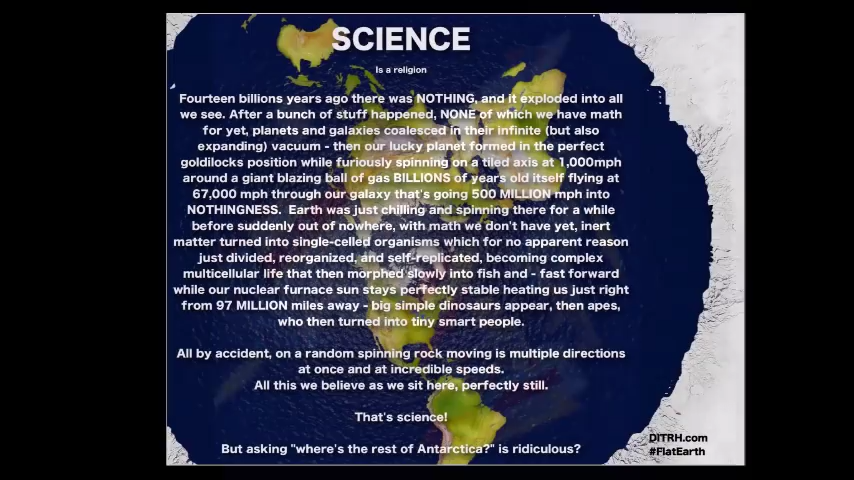 SCIENCE
Is a religion
Fourteen billions years ago there was NOTHING, and it exploded into all
we see. After a bunch of stuff happened, NONE of which we have math
for yet, planets and galaxies coalesced in their infinite (but also
expanding) vacuum - then our lucky planet formed in the perfect
goldilocks position while furiously spinning on a tiled axis at 1,000mph
around a giant blazing ball of gas BILLIONS of years old itself flying at
67,000 mph through our galaxy that's going 500 MILLION mph into
NOTHINGNESS. Earth was just chilling and spinning there for a while
before suddenly out of nowhere, with math we don't have yet, inert
matter turned into single-celled organisms which for no apparent reason
just divided, reorganized, and self-replicated, becoming complex
multicellular life that then morphed slowly into fish and - fast forward
while our nuclear furnace sun stays perfectly stable heating us just right
from 97 MILLION miles away - big simple dinosaurs appear, then apes,
who then turned into tiny smart people.
All by accident, on a random spinning rock moving is multiple directions
at once and at incredible speeds.
All this we believe as we sit here, perfectly still.
That's science!
But asking "where's the rest of Antarctica?" is ridiculous?
DITRH.com
#FlatEarth